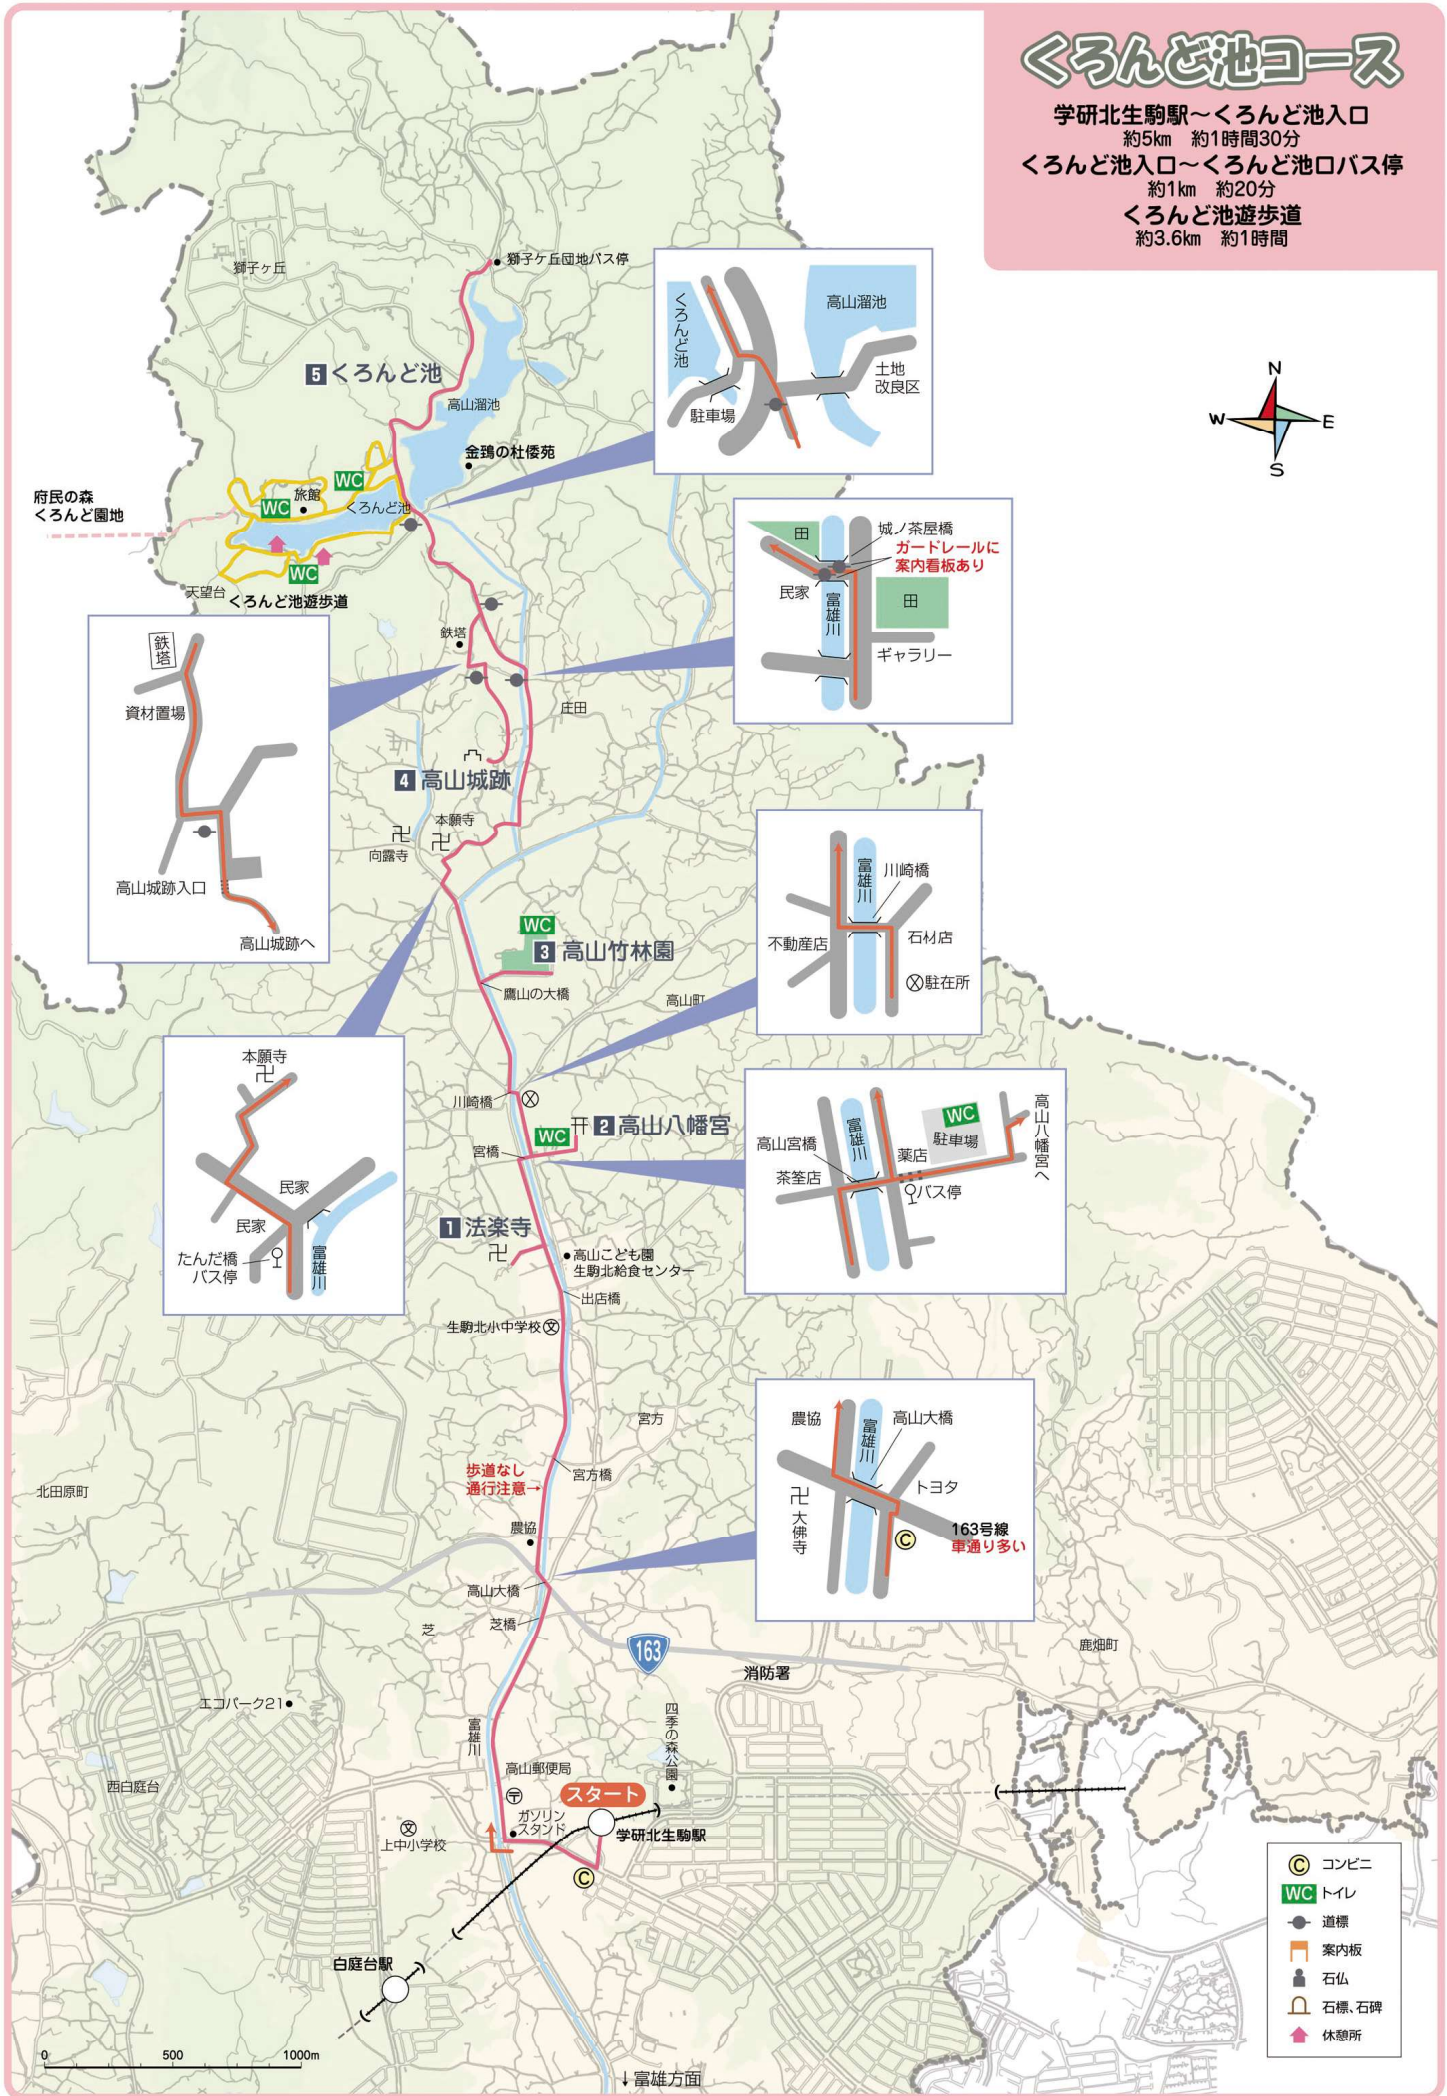 くろんど池コース
学研北生駒駅～くろんど池入口
約5km 約1時間30分
くろんど池入口～くろんど池口バス停
約1km 約20分
くろんど池遊歩道
約3.6km 約1時間
獅子ヶ丘
獅子ケ丘団地バス停
5 くろんど池
高山溜池
金鵄の杜倭苑
くろんど池
高山溜池
土地
改良区
駐車場
N
W
E
S
府民の森
くろんど園地
WC
旅館
WC
くろんど池
WC
天望台
くろんど池遊歩道
田
城ノ茶屋橋
ガードレールに
案内看板あり
民家
富雄川
田
ギャラリー
鉄塔
鉄塔
資材置場
高山城跡入口
高山城跡へ
庄田
4 高山城跡
本願寺
向露寺
富雄川
川崎橋
不動産店
石材店
駐在所
WC
3 高山竹林園
鷹山の大橋
高山町
本願寺
民家
民家
たんだ橋
バス停
富雄川
川崎橋
WC
2 高山八幡宮
宮橋
高山宮橋
富雄川
茶筌店
薬店
WC
駐車場
バス停
高山八幡宮へ
1 法楽寺
高山こども園
生駒北給食センター
出店橋
生駒北小中学校 文
宮方
歩道なし
通行注意→
宮方橋
農協
富雄川
高山大橋
トヨタ
大佛寺
C
163号線
車通り多い
北田原町
農協
高山大橋
芝橋
芝
163
消防署
鹿畑町
エコパーク21
富雄川
四季の森公園
西白庭台
高山郵便局
〒
スタート
ガソリン
スタンド
学研北生駒駅
文
上中小学校
C
白庭台駅
C コンビニ
WC トイレ
道標
案内板
石仏
石標、石碑
休憩所
0 500 1000m
↓富雄方面